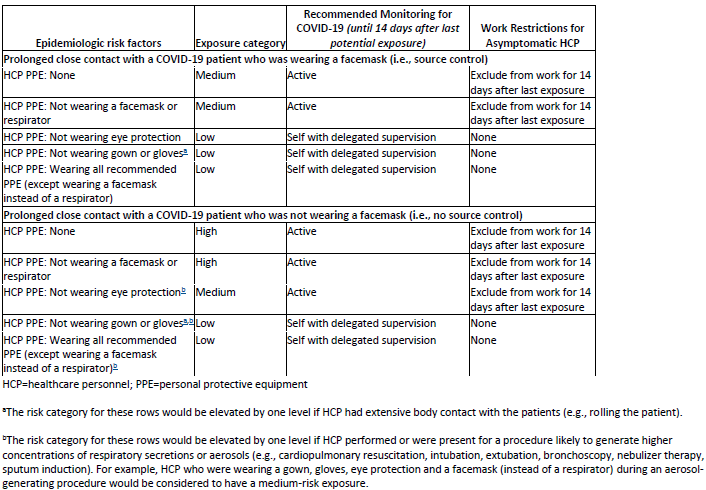 Epidemiologic risk factors
Exposure category
Recommended Monitoring for
COVID-19 (until 14 days after last
potential exposure)
Work Restrictions for
Asymptomatic HCP
Prolonged close contact with a COVID-19 patient who was wearing a facemask (i.e., source control)
HCP PPE: None
Medium
Active
Exclude from work for 14
days after last exposure
HCP PPE: Not wearing a facemask or
respirator
Medium
Active
Exclude from work for 14
days after last exposure
HCP PPE: Not wearing eye protection
Low
Self with delegated supervision
None
HCP PPE: Not wearing gown or glovesa
Low
Self with delegated supervision
None
HCP PPE: Wearing all recommended
PPE (except wearing a facemask
instead of a respirator)
Low
Self with delegated supervision
None
Prolonged close contact with a COVID-19 patient who was not wearing a facemask (i.e., no source control)
HCP PPE: None
High
Active
Exclude from work for 14
days after last exposure
HCP PPE: Not wearing a facemask or
respirator
High
Active
Exclude from work for 14
days after last exposure
HCP PPE: Not wearing eye protectionb
Medium
Active
Exclude from work for 14
days after last exposure
HCP PPE: Not wearing gown or glovesa,b
Low
Self with delegated supervision
None
HCP PPE: Wearing all recommended
PPE (except wearing a facemask
instead of a respirator)b
Low
Self with delegated supervision
None
HCP=healthcare personnel; PPE=personal protective equipment
aThe risk category for these rows would be elevated by one level if HCP had extensive body contact with the patients (e.g., rolling the patient).
bThe risk category for these rows would be elevated by one level if HCP performed or were present for a procedure likely to generate higher
concentrations of respiratory secretions or aerosols (e.g., cardiopulmonary resuscitation, intubation, extubation, bronchoscopy, nebulizer therapy,
sputum induction). For example, HCP who were wearing a gown, gloves, eye protection and a facemask (instead of a respirator) during an aerosol-
generating procedure would be considered to have a medium-risk exposure.